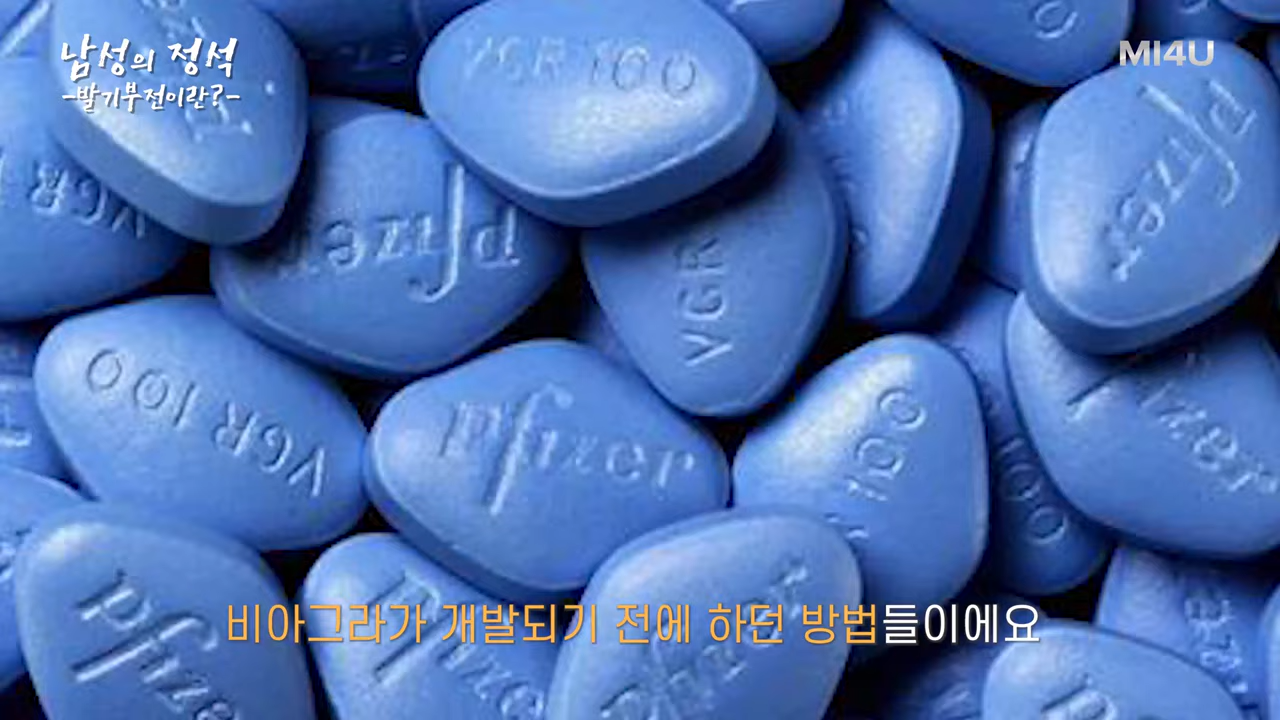 남성의 정석
-발기부전이란?-
MI4U
VGR 100
Pfizer
Pfizer
VGR
VGR
VGR 100
Pfizer
100
100
Pfizer
비아그라가 개발되기 전에 하던 방법들이에요